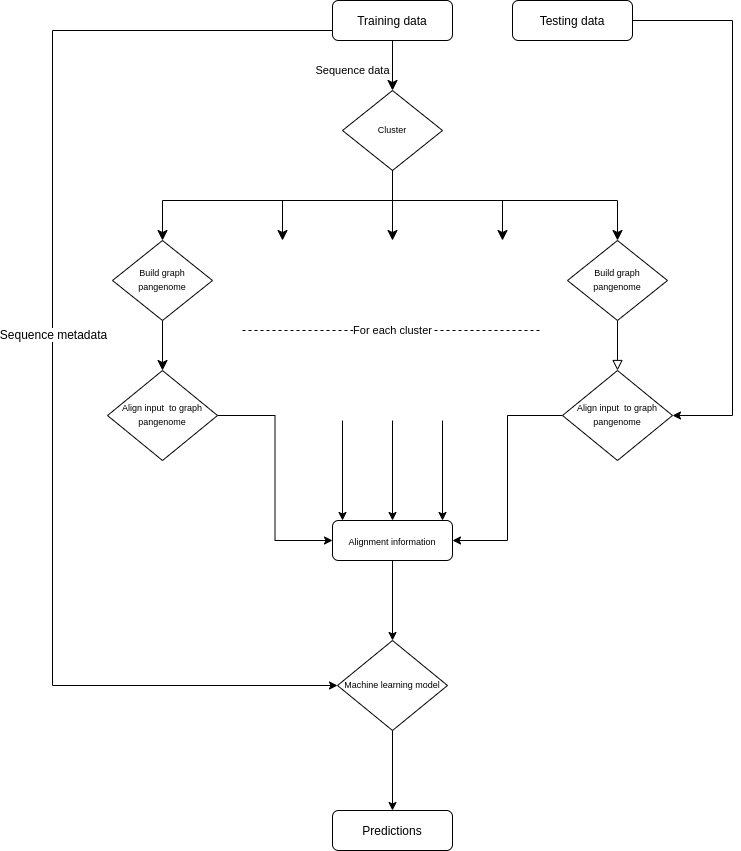 Training data
Testing data
Sequence data
Cluster
Build graph
pangenome
Build graph
pangenome
For each cluster
Sequence metadata
Align input  to graph
pangenome
Align input  to graph
pangenome
Alignment information
Machine learning model
Predictions